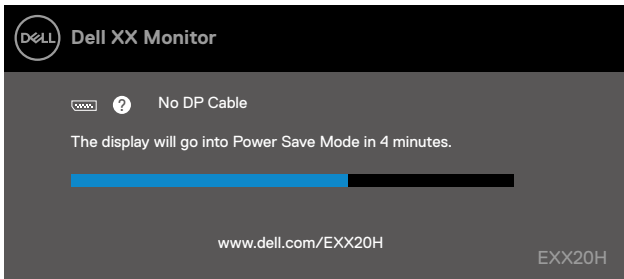 DELL Dell XX Monitor
? No DP Cable
The display will go into Power Save Mode in 4 minutes.
www.dell.com/EXX20H
EXX20H